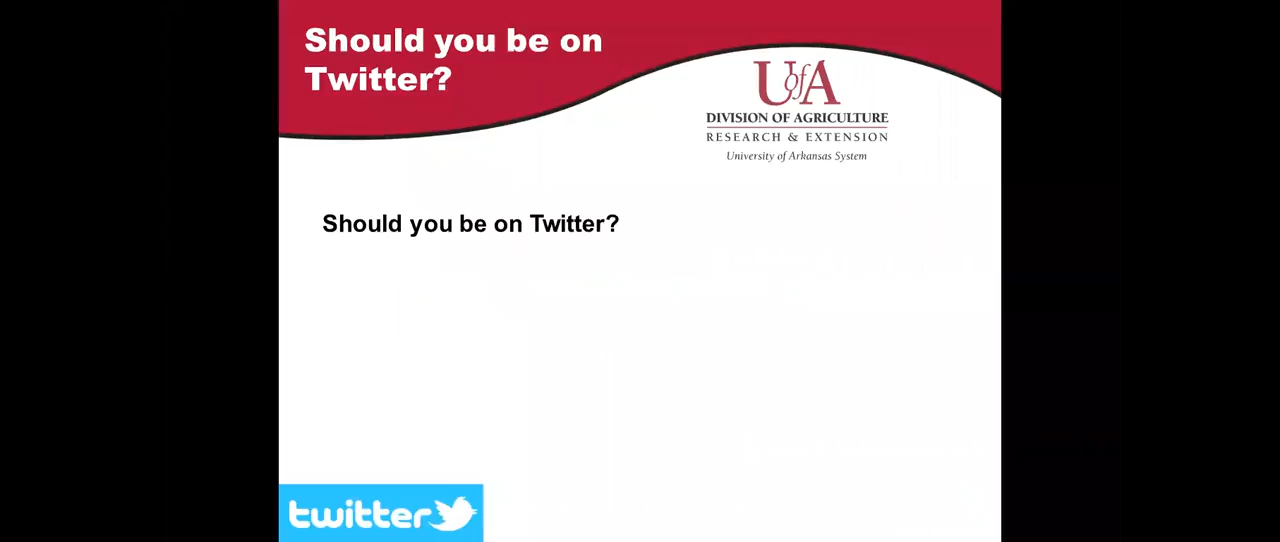 Should you be on
Twitter?
UofA
DIVISION OF AGRICULTURE
RESEARCH & EXTENSION
University of Arkansas System
Should you be on Twitter?
twitter